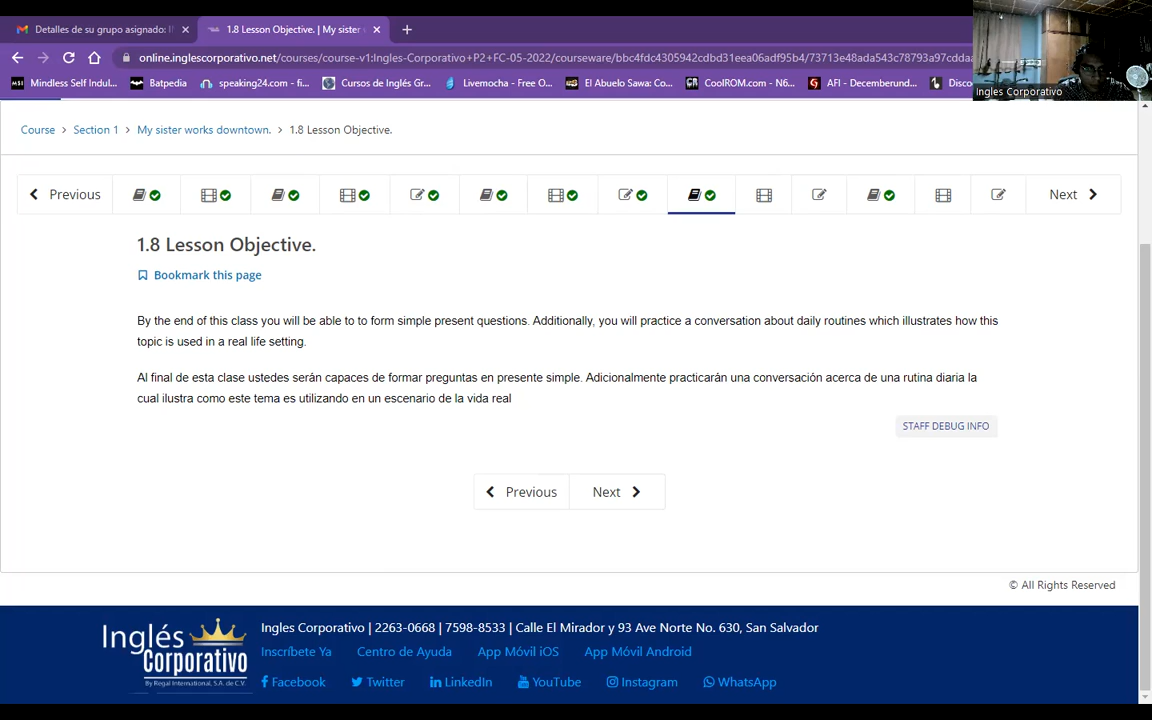 Detalles de su grupo asignado: I
1.8 Lesson Objective. | My sister
online.inglescorporativo.net/courses/course-v1:Ingles-Corporativo+P2+FC-05-2022/courseware/bbc4fdc4305942cdbd31eea06adf95b4/73713e48ada543c78793a97cddaa
Mindless Self Indul...
Batpedia
speaking24.com - fi...
Cursos de Inglés Gr...
Livemocha - Free O...
El Abuelo Sawa: Co...
CoolROM.com - N6...
AFI - Decemberund...
Disco
Ingles Corporativo
Course > Section 1 > My sister works downtown. > 1.8 Lesson Objective.
Previous
Next
1.8 Lesson Objective.
Bookmark this page
By the end of this class you will be able to to form simple present questions. Additionally, you will practice a conversation about daily routines which illustrates how this
topic is used in a real life setting.
Al final de esta clase ustedes serán capaces de formar preguntas en presente simple. Adicionalmente practicarán una conversación acerca de una rutina diaria la
cual ilustra como este tema es utilizando en un escenario de la vida real
STAFF DEBUG INFO
Previous
Next
© All Rights Reserved
Inglés
Corporativo
By Regal International, S.A. de C.V.
Ingles Corporativo | 2263-0668 | 7598-8533 | Calle El Mirador y 93 Ave Norte No. 630, San Salvador
Inscríbete Ya
Centro de Ayuda
App Móvil iOS
App Móvil Android
Facebook
Twitter
LinkedIn
YouTube
Instagram
WhatsApp